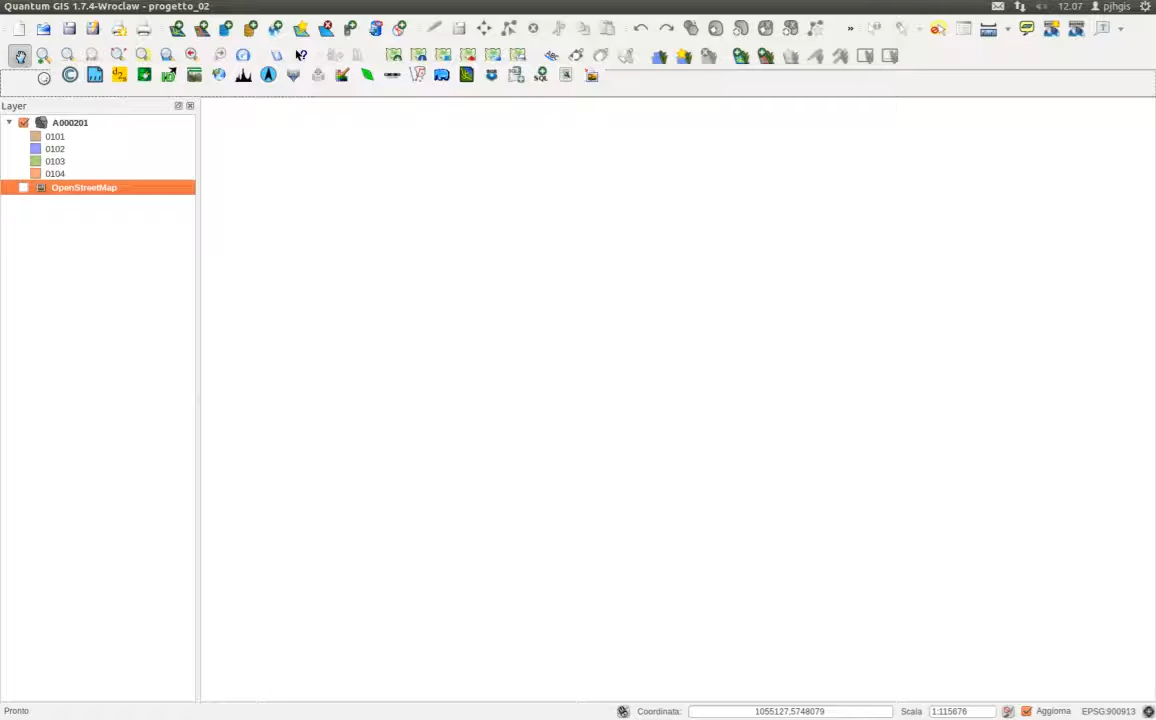 Quantum GIS 1.7.4-Wroclaw - progetto_02
12.07 pjhgis
Layer
A000201
0101
0102
0103
0104
OpenStreetMap
Pronto
Coordinata: 1055127,5748079 Scala 1:115676 Aggiorna EPSG:900913